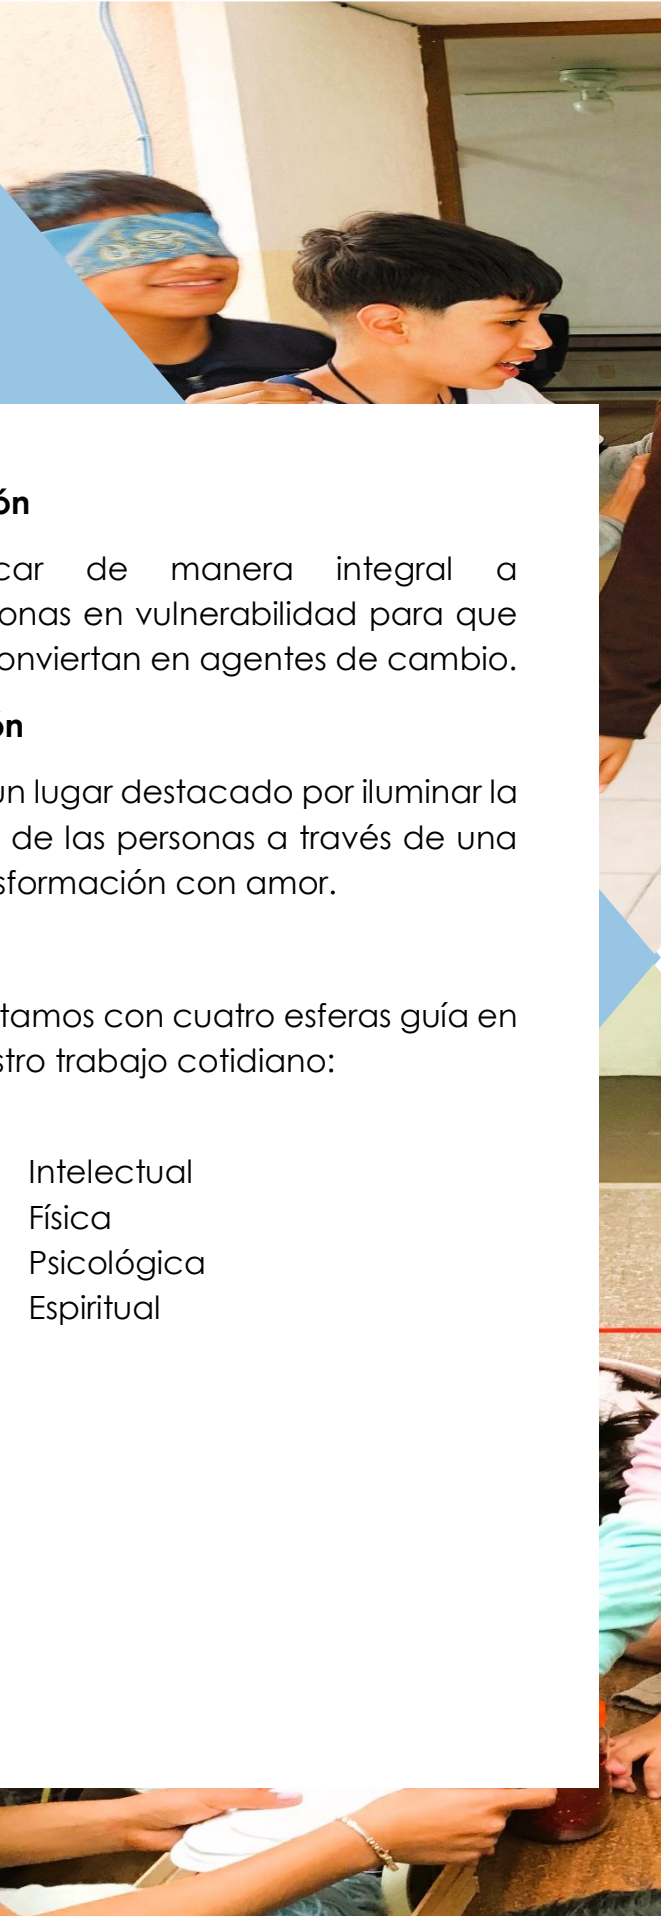 ón
car de manera integral a
onas en vulnerabilidad para que
onviertan en agentes de cambio.
ón
un lugar destacado por iluminar la
de las personas a través de una
sformación con amor.
tamos con cuatro esferas guía en
stro trabajo cotidiano:
Intelectual
Física
Psicológica
Espiritual